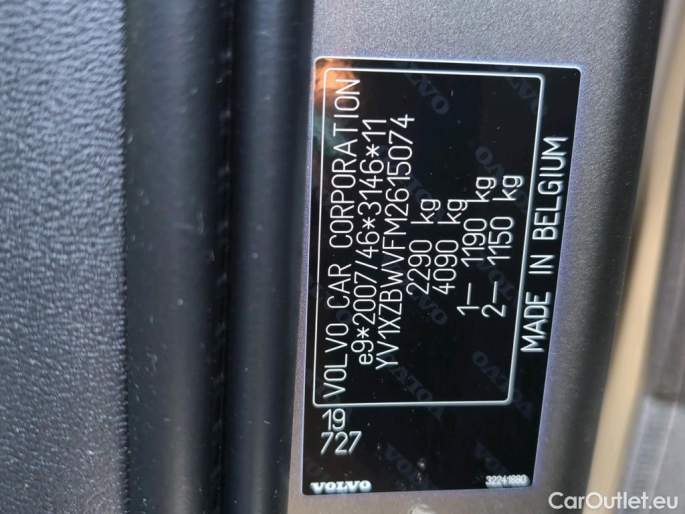 VOLVO CAR CORPORATION
e9*2007/46*3146*11
YV1XZBWVFM2615074
2290 kg
4090 kg
1— 1190 kg
2— 1150 kg
MADE IN BELGIUM
19
727
VOLVO
32241660
CarOutlet.eu